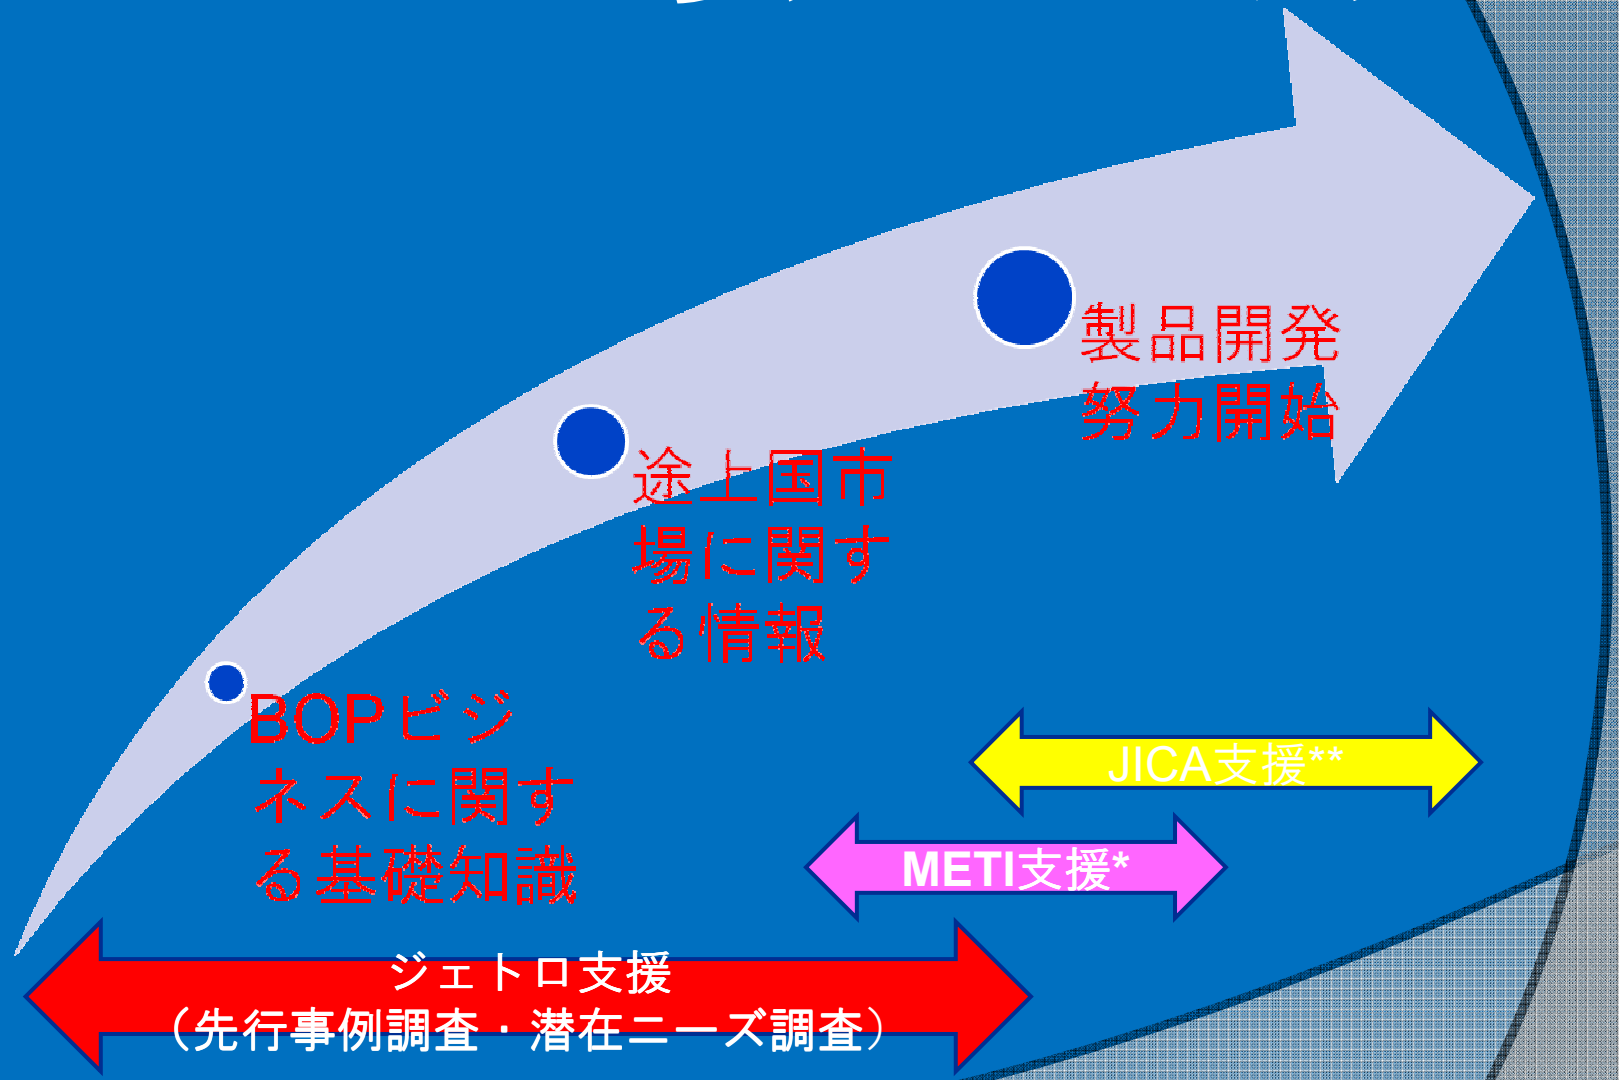 製品開発
努力開始
途上国市
場に関す
る情報
BOPビジ
ネスに関す
る基礎知識
JICA支援**
METI支援*
ジェトロ支援
（先行事例調査・潜在ニーズ調査）